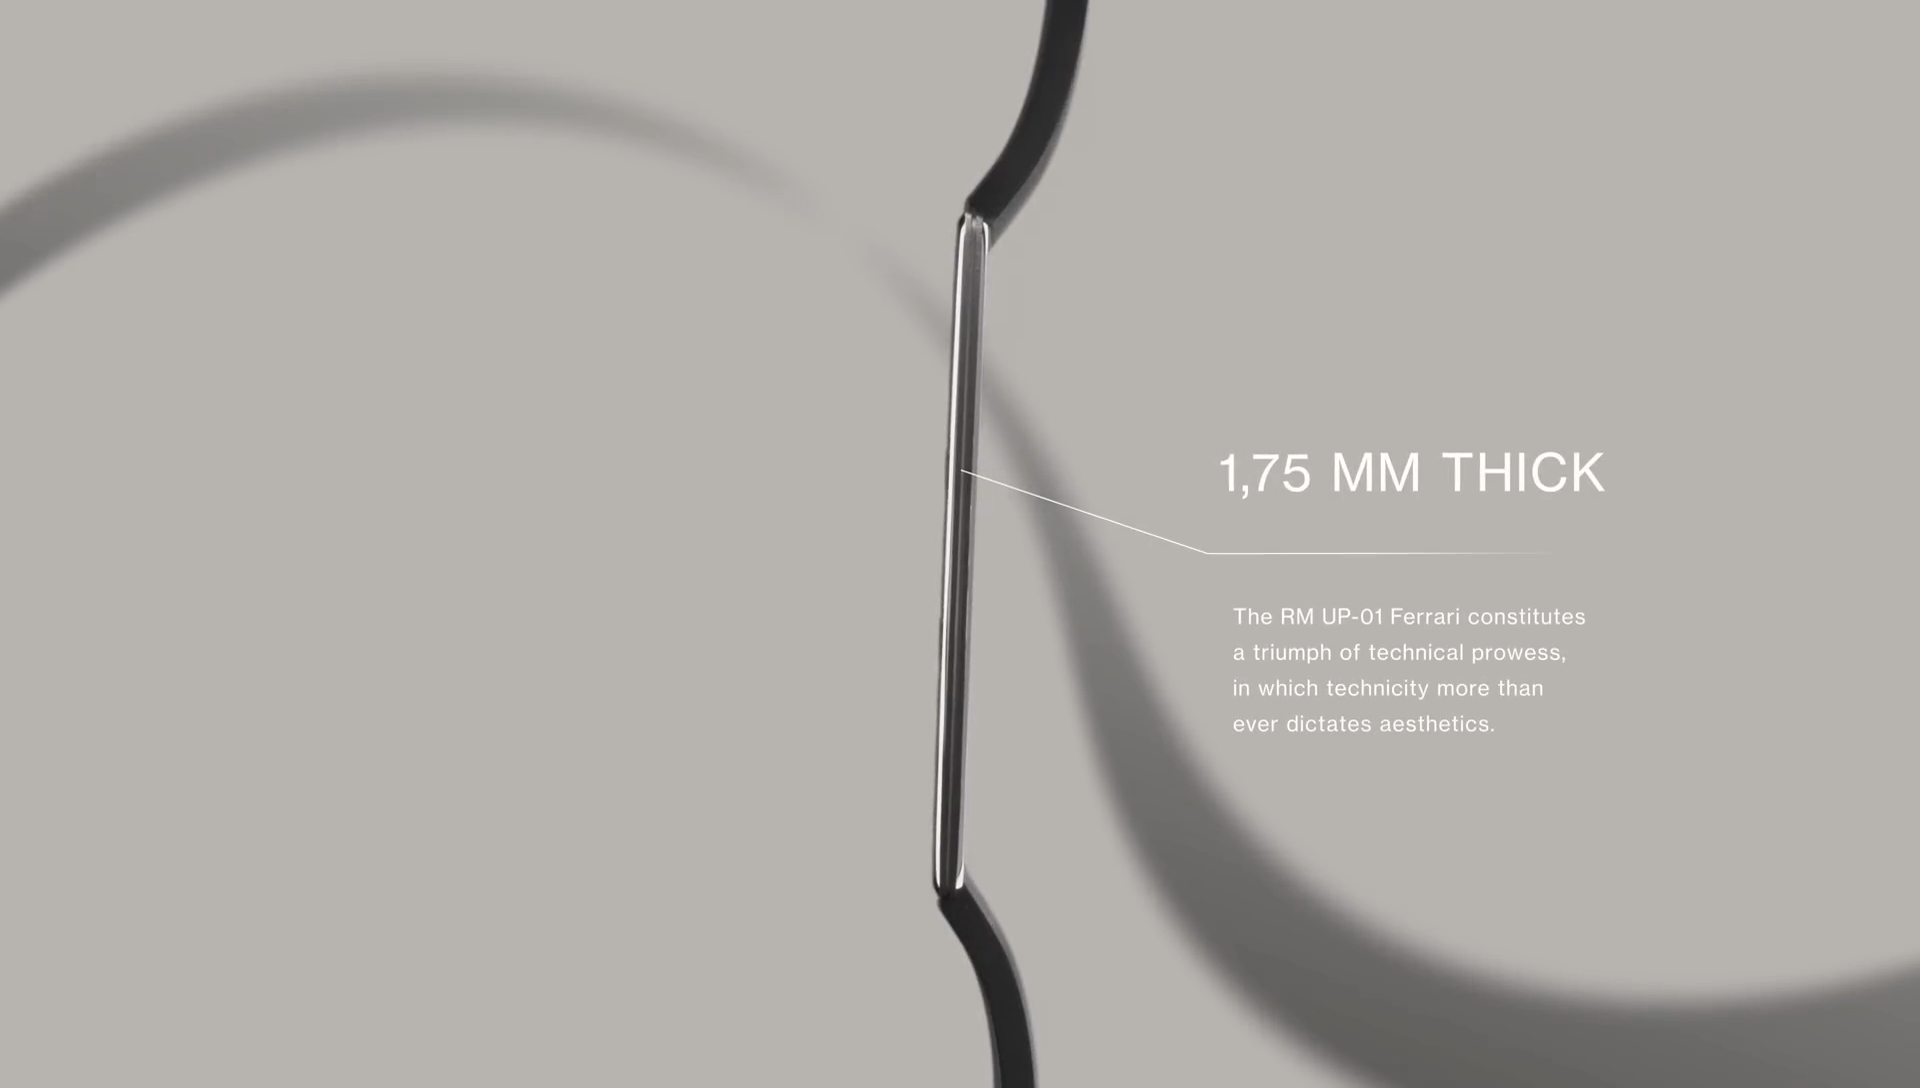 1,75 MM THICK
The RM UP-01 Ferrari constitutes
a triumph of technical prowess,
in which technicity more than
ever dictates aesthetics.